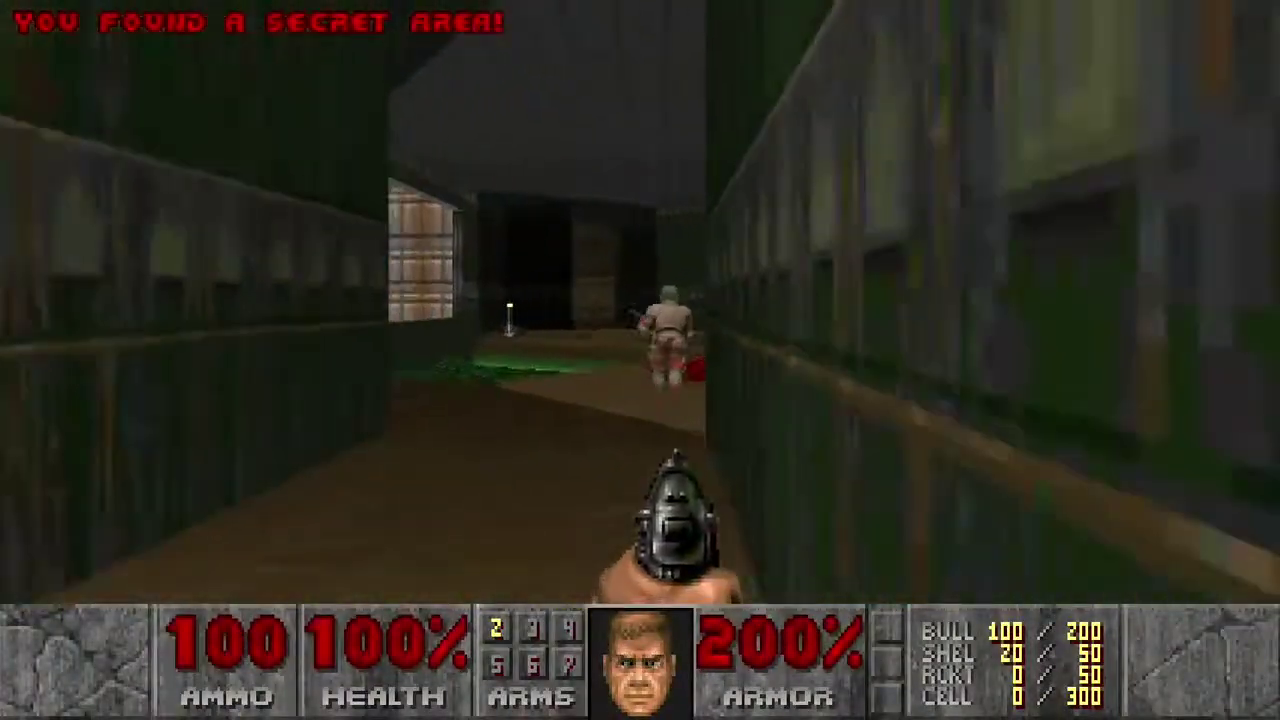 YOU FOUND A SECRET AREA!
100 100% 2 3 4 200% BULL 100 / 200
5 6 7 SHEL 20 / 50
RCKT 0 / 50
AMMO HEALTH ARMS ARMOR CELL 0 / 300